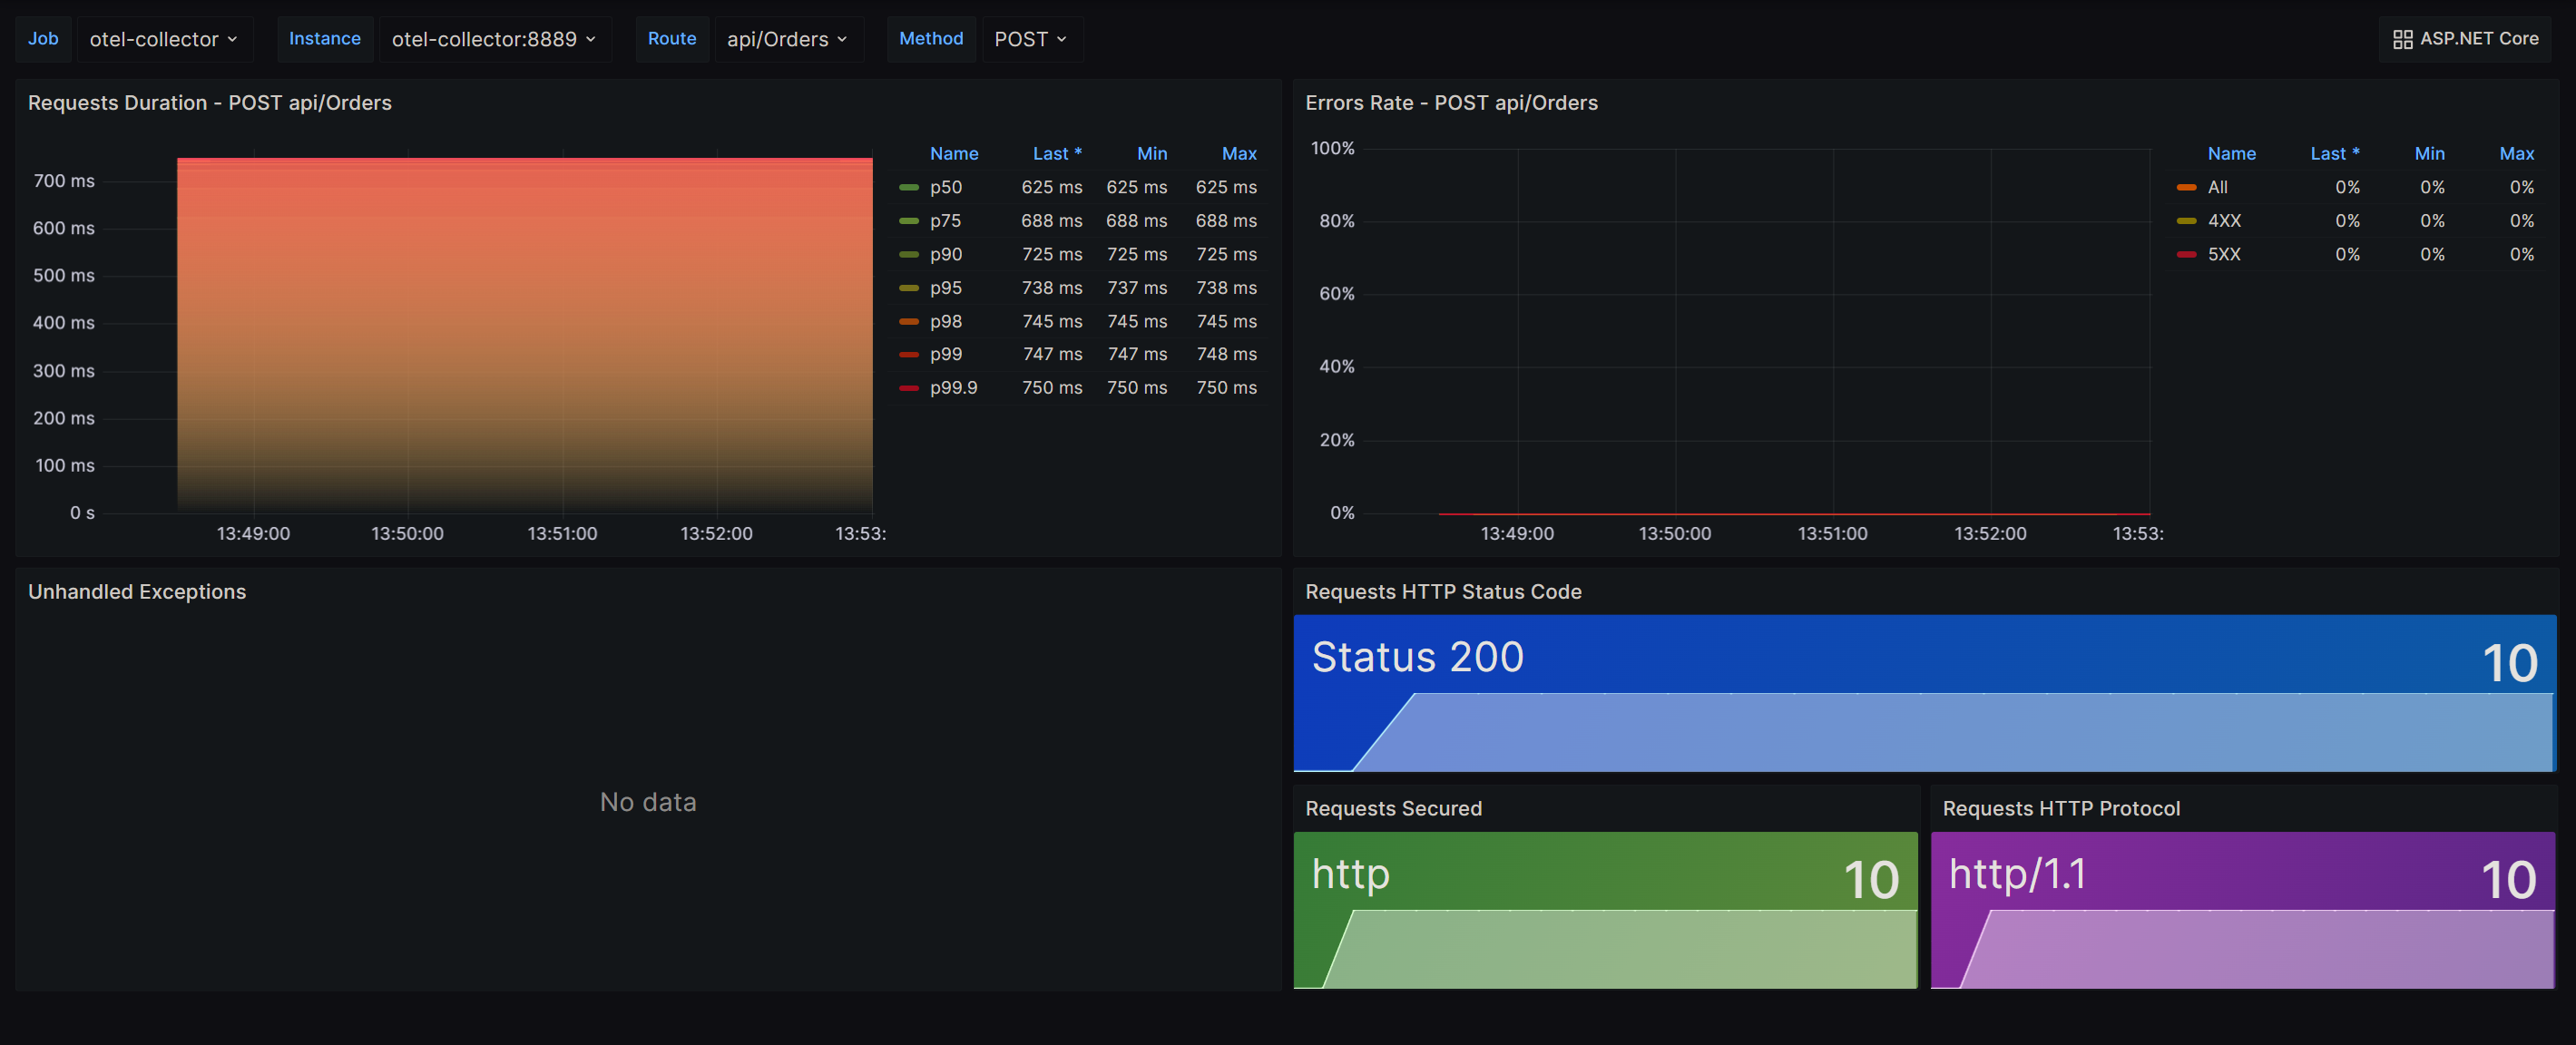 Job otel-collector Instance otel-collector:8889 Route api/Orders Method POST ASP.NET Core
Requests Duration - POST api/Orders
700 ms
600 ms
500 ms
400 ms
300 ms
200 ms
100 ms
0 s
13:49:00 13:50:00 13:51:00 13:52:00 13:53:
Name Last * Min Max
p50 625 ms 625 ms 625 ms
p75 688 ms 688 ms 688 ms
p90 725 ms 725 ms 725 ms
p95 738 ms 737 ms 738 ms
p98 745 ms 745 ms 745 ms
p99 747 ms 747 ms 748 ms
p99.9 750 ms 750 ms 750 ms
Errors Rate - POST api/Orders
100%
80%
60%
40%
20%
0%
13:49:00 13:50:00 13:51:00 13:52:00 13:53:
Name Last * Min Max
All 0% 0% 0%
4XX 0% 0% 0%
5XX 0% 0% 0%
Unhandled Exceptions
No data
Requests HTTP Status Code
Status 200 10
Requests Secured
http 10
Requests HTTP Protocol
http/1.1 10